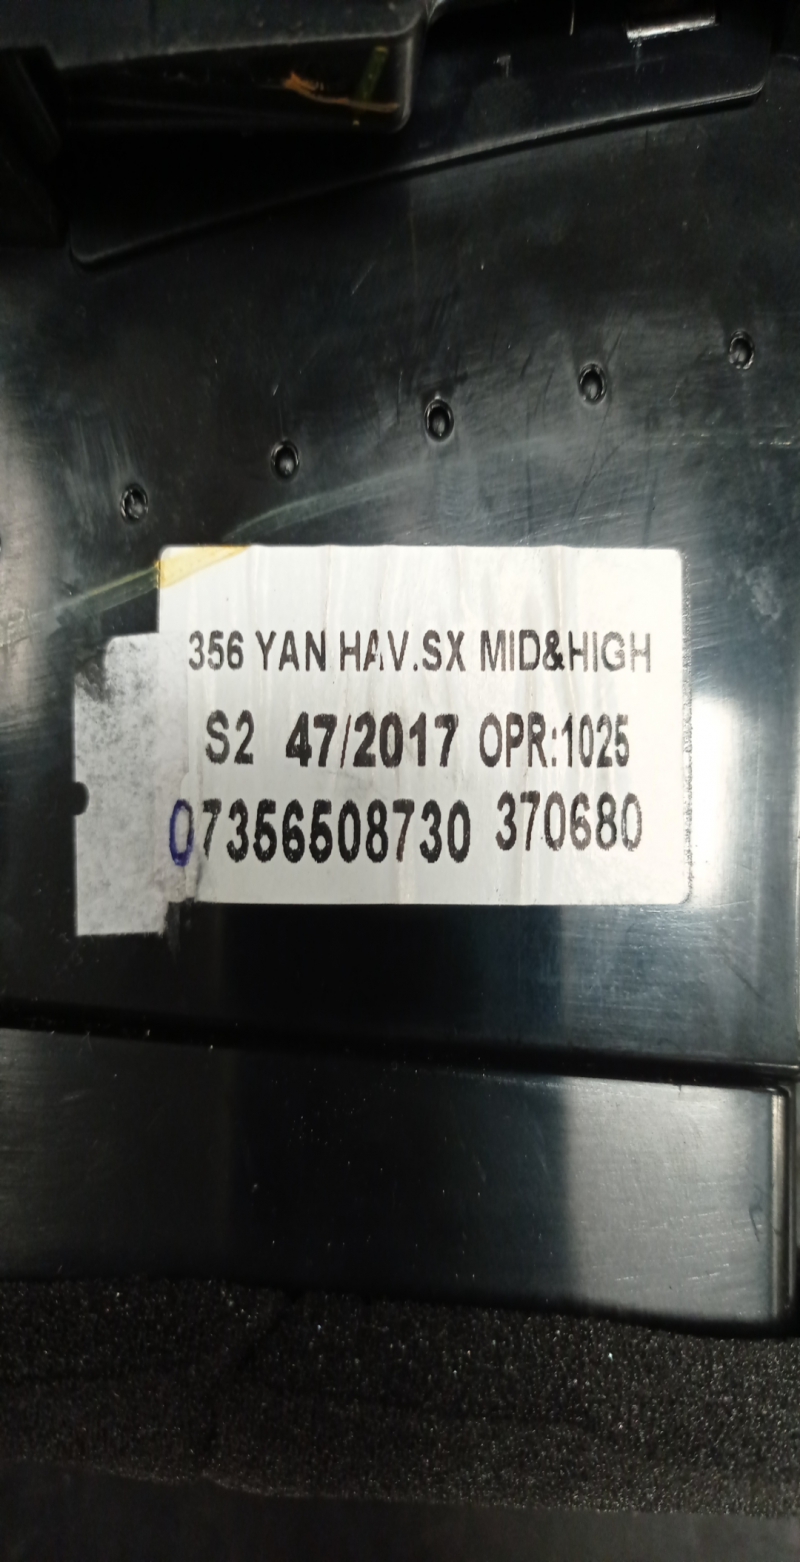 356 YAN HAV.SX MID&HIGH
S2 47/2017 OPR:1025
07356508730 370680